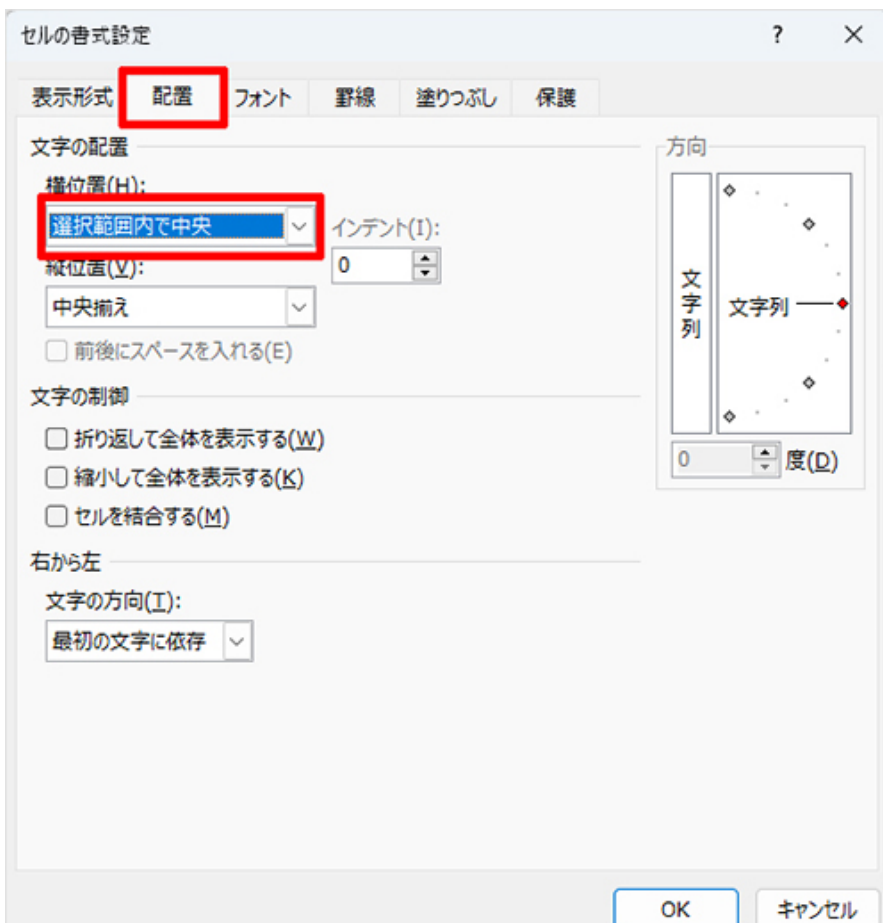 セルの書式設定 ?
表示形式 配置 フォント 罫線 塗りつぶし 保護
文字の配置
横位置(H):
選択範囲内で中央
インデント(I):
0
縦位置(V):
中央揃え
前後にスペースを入れる(E)
文字の制御
折り返して全体を表示する(W)
縮小して全体を表示する(K)
セルを結合する(M)
右から左
文字の方向(T):
最初の文字に依存
方向
文字列
文字列
0 度(D)
OK キャンセル